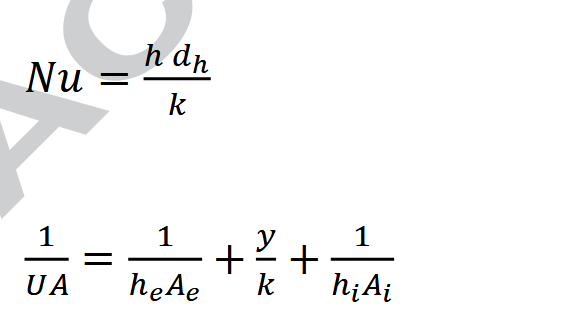 Nu = h d_h / k
1 / UA = 1 / h_e A_e + y / k + 1 / h_i A_i